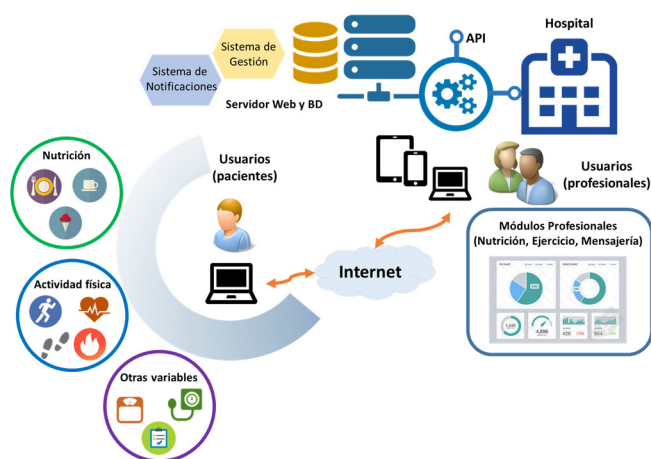 Sistema de
Gestión
Sistema de
Notificaciones
Servidor Web y BD
API
Hospital
Nutrición
Usuarios
(pacientes)
Usuarios
(profesionales)
Internet
Módulos Profesionales
(Nutrición, Ejercicio, Mensajería)
Actividad física
Otras variables